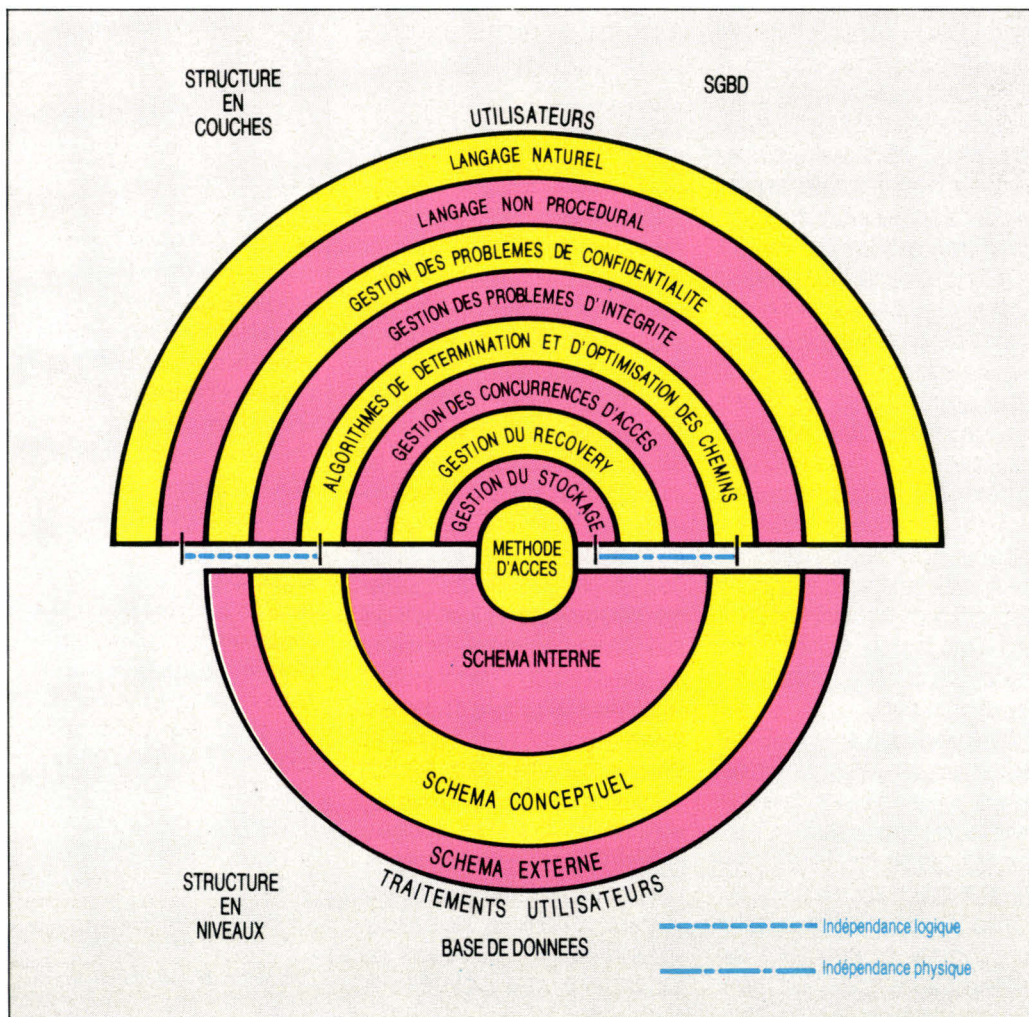 STRUCTURE
EN
COUCHES
SGBD
UTILISATEURS
LANGAGE NATUREL
LANGAGE NON PROCEDURAL
GESTION DES PROBLEMES DE CONFIDENTIALITE
GESTION DES PROBLEMES D'INTEGRITE
ALGORITHMES DE DETERMINATION ET D'OPTIMISATION DES CHEMINS
GESTION DES CONCURRENCES D'ACCES
GESTION DU RECOVERY
GESTION DU STOCKAGE
METHODE
D'ACCES
SCHEMA INTERNE
SCHEMA CONCEPTUEL
SCHEMA EXTERNE
TRAITEMENTS UTILISATEURS
STRUCTURE
EN
NIVEAUX
BASE DE DONNEES
Indépendance logique
Indépendance physique